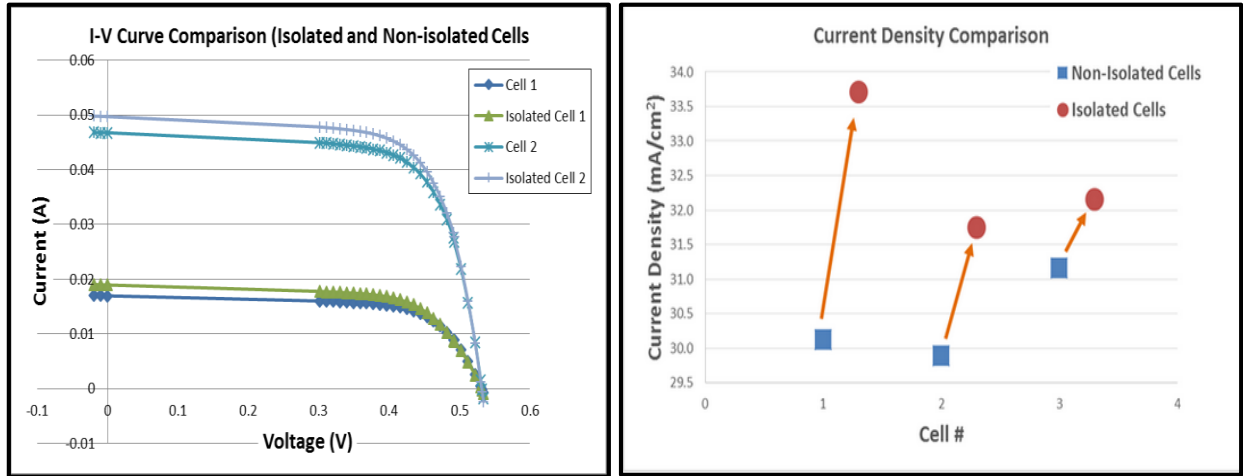 I-V Curve Comparison (Isolated and Non-isolated Cells
0.06
0.05
0.04
0.03
0.02
0.01
0
-0.01
-0.1
0
0.1
0.2
0.3
0.4
0.5
0.6
Current (A)
Voltage (V)
Cell 1
Isolated Cell 1
Cell 2
Isolated Cell 2
Current Density Comparison
34.0
33.5
33.0
32.5
32.0
31.5
31.0
30.5
30.0
29.5
0
1
2
3
4
Current Density (mA/cm²)
Cell #
Non-Isolated Cells
Isolated Cells